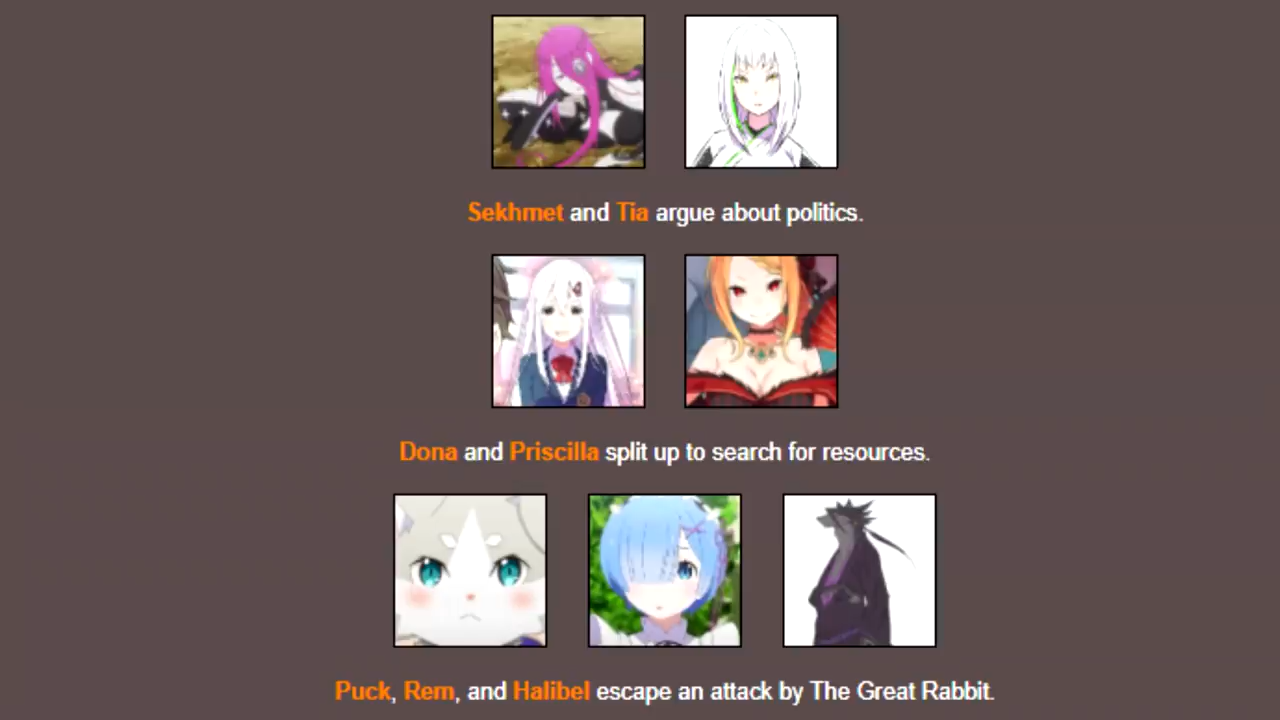 Sekhmet and Tia argue about politics.
Dona and Priscilla split up to search for resources.
Puck, Rem, and Halibel escape an attack by The Great Rabbit.